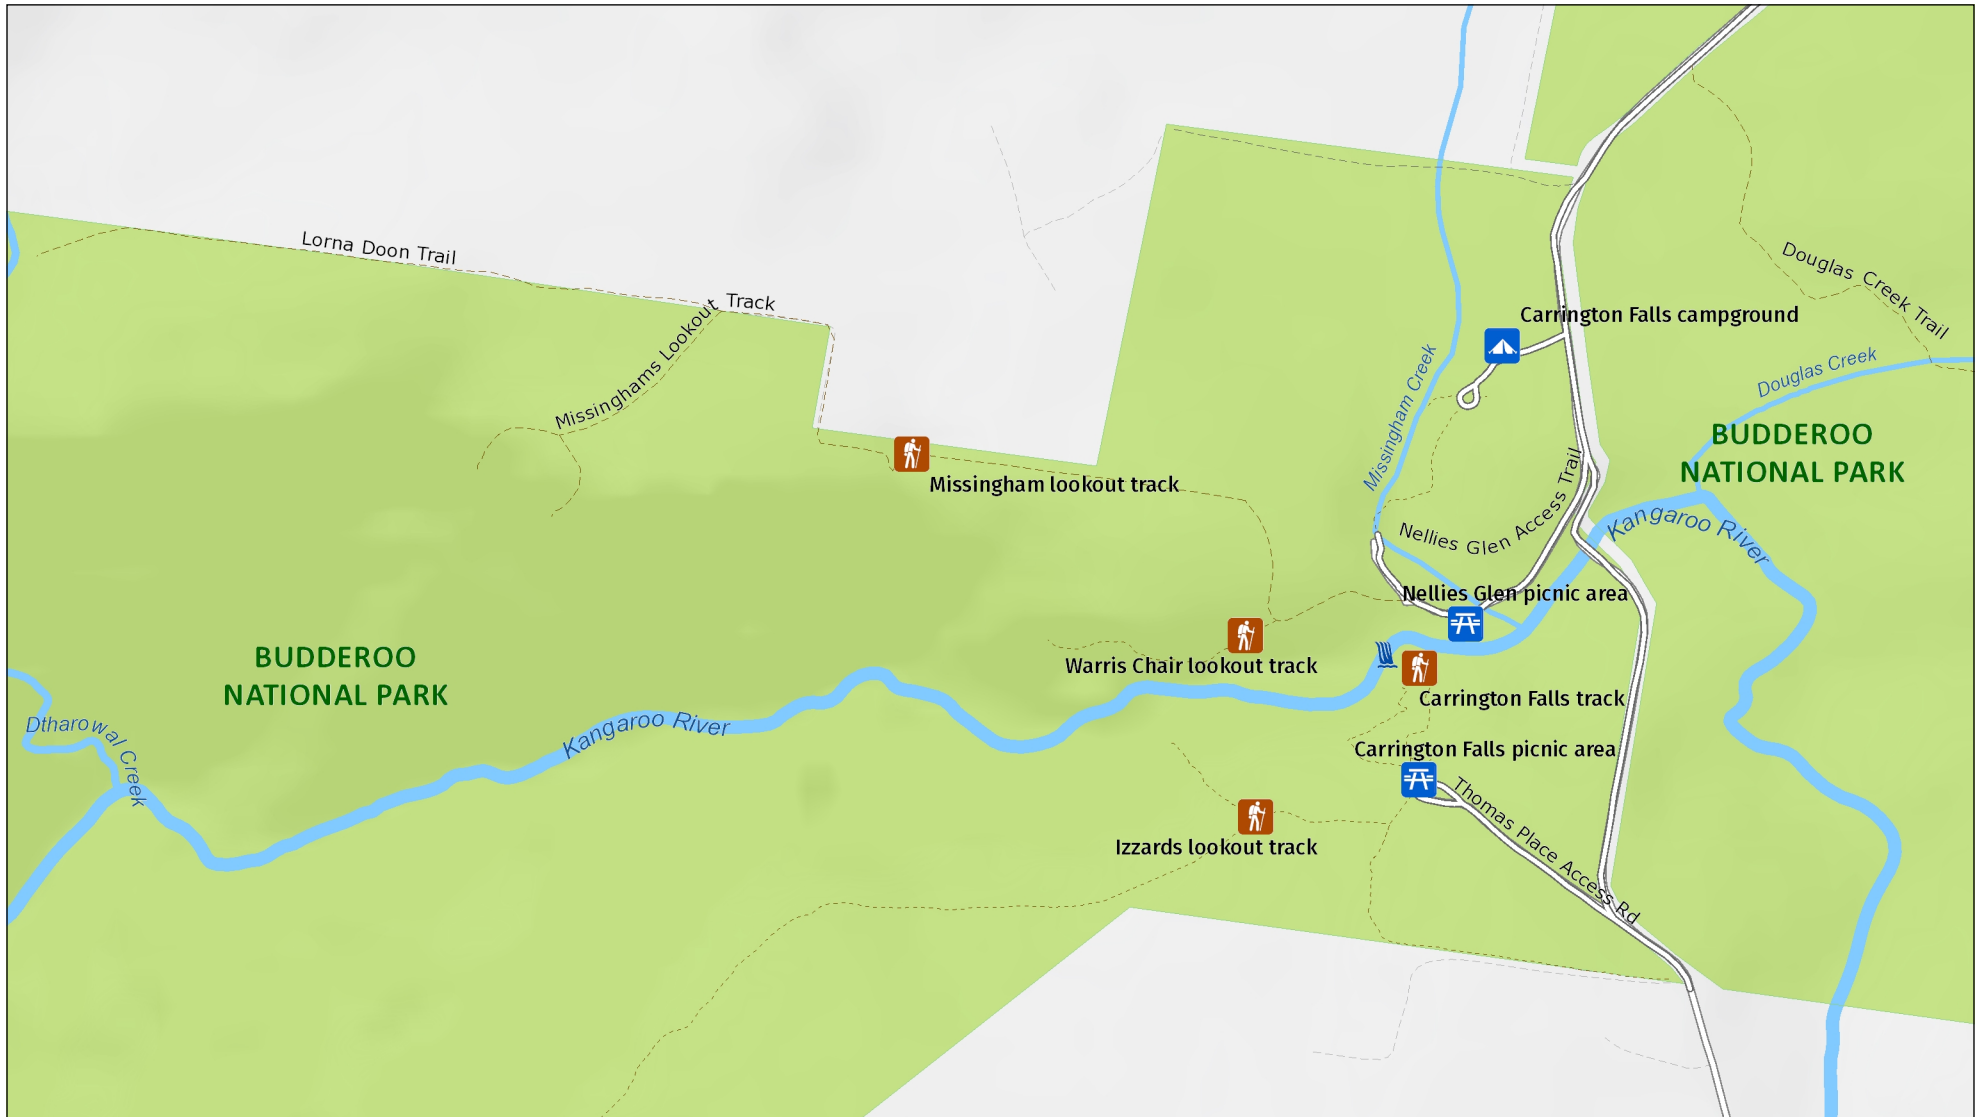 Lorna Doon Trail
Missinghams Lookout Track
Douglas Creek Trail
Carrington Falls campground
Missingham Creek
Douglas Creek
BUDDEROO
NATIONAL PARK
Missingham lookout track
Nellies Glen Access Trail
Kangaroo River
Nellies Glen picnic area
BUDDEROO
NATIONAL PARK
Warris Chair lookout track
Carrington Falls track
Dtharowal Creek
Kangaroo River
Carrington Falls picnic area
Thomas Place Access Rd
Izzards lookout track